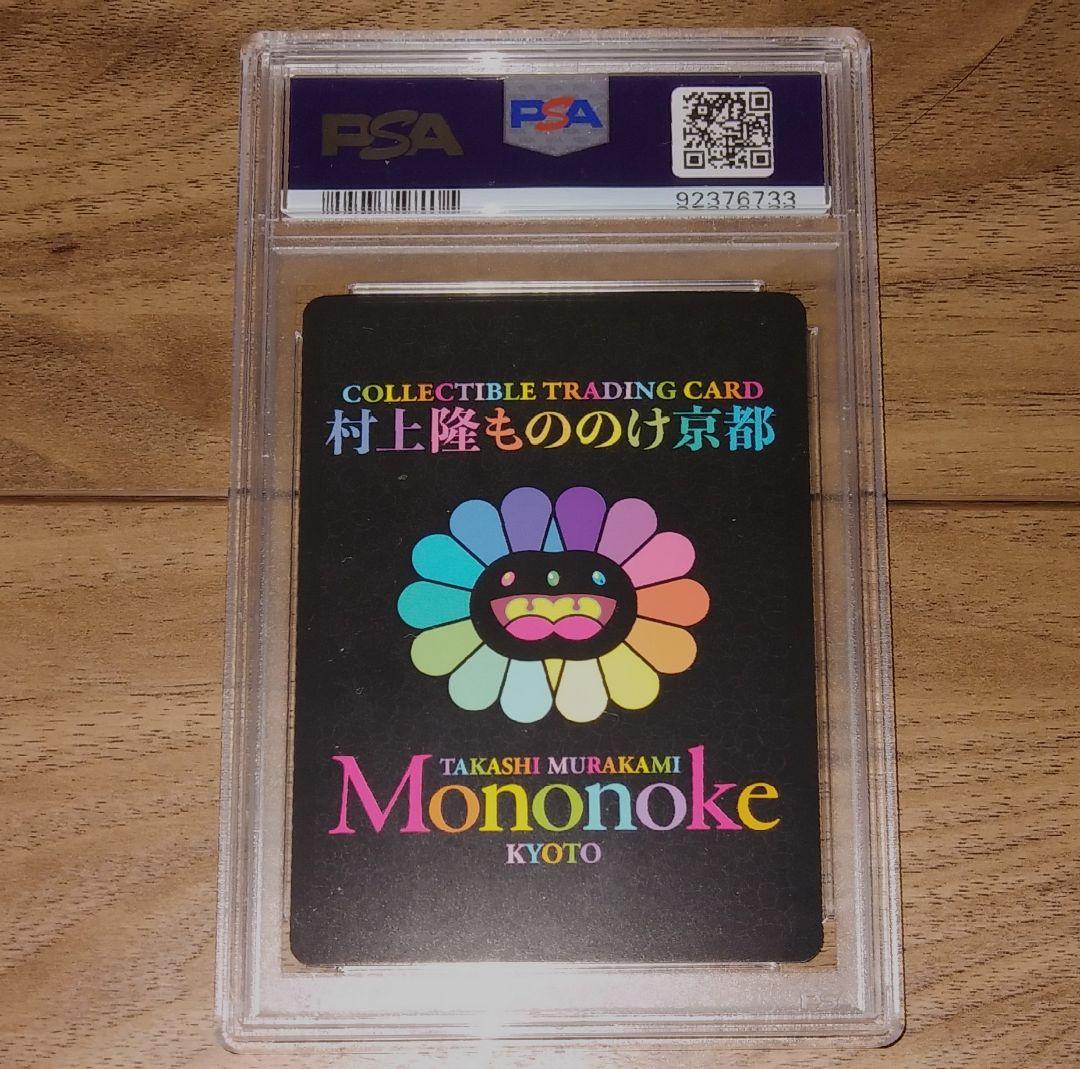 PSA
PSA
92376733
COLLECTIBLE TRADING CARD
村上隆もののけ京都
TAKASHI MURAKAMI
Mononoke
KYOTO
PSA